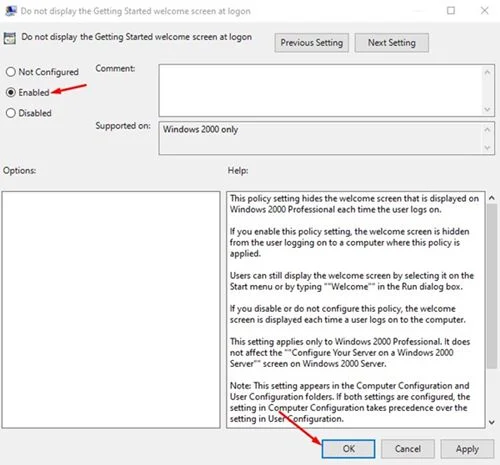 Do not display the Getting Started welcome screen at logon
Do not display the Getting Started welcome screen at logon
Previous Setting
Next Setting
Not Configured
Comment:
Enabled
Disabled
Supported on:
Windows 2000 only
Options:
Help:
This policy setting hides the welcome screen that is displayed on
Windows 2000 Professional each time the user logs on.
If you enable this policy setting, the welcome screen is hidden
from the user logging on to a computer where this policy is
applied.
Users can still display the welcome screen by selecting it on the
Start menu or by typing ""Welcome"" in the Run dialog box.
If you disable or do not configure this policy, the welcome
screen is displayed each time a user logs on to the computer.
This setting applies only to Windows 2000 Professional. It does
not affect the ""Configure Your Server on a Windows 2000
Server"" screen on Windows 2000 Server.
Note: This setting appears in the Computer Configuration and
User Configuration folders. If both settings are configured, the
setting in Computer Configuration takes precedence over the
setting in User Configuration.
OK
Cancel
Apply